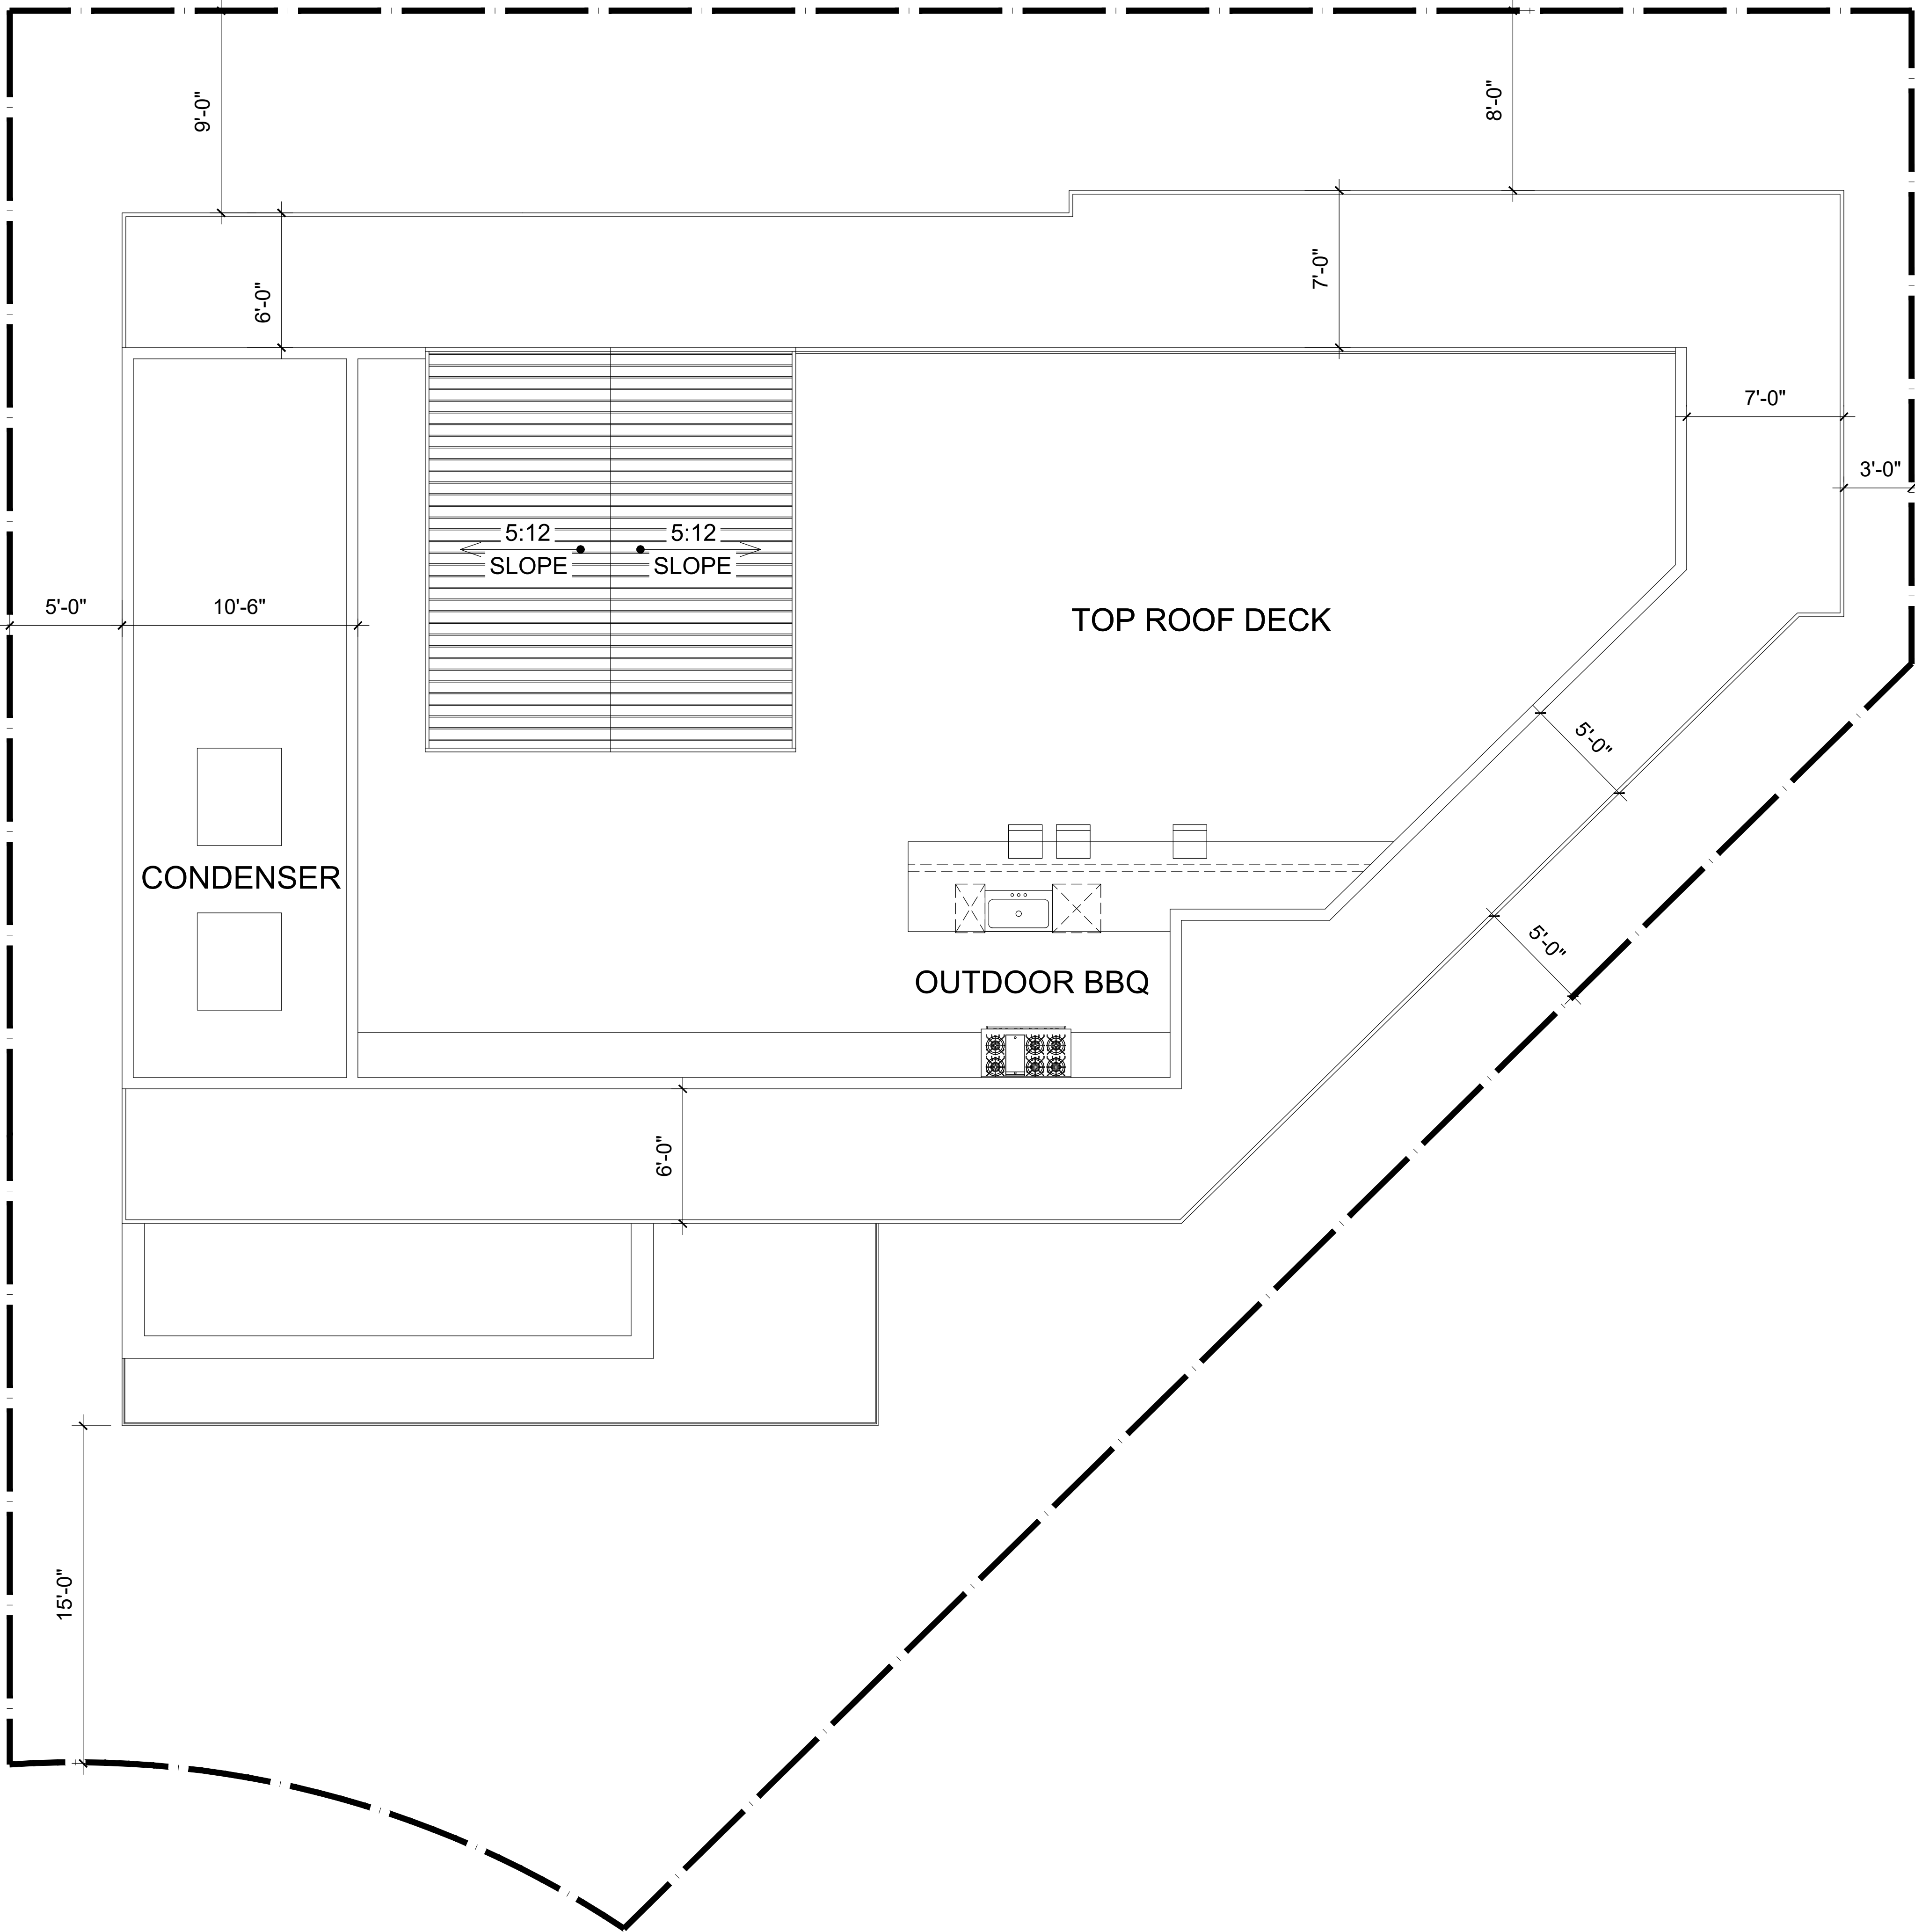 9'-0"
8'-0"
6'-0"
7'-0"
7'-0"
3'-0"
5:12
5:12
SLOPE
SLOPE
5'-0"
10'-6"
TOP ROOF DECK
5'-0"
CONDENSER
5'-0"
OUTDOOR BBQ
6'-0"
15'-0"